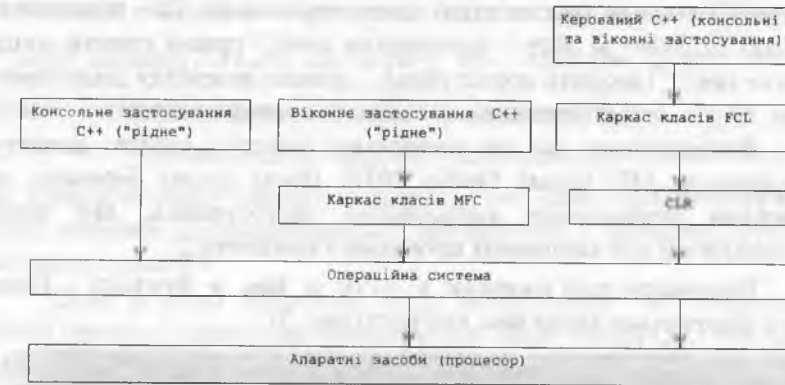 Керований C++ (консольні
та віконні застосування)
Консольне застосування
C++ ("рідне")
Віконне застосування C++
("рідне")
Каркас класів FCL
Каркас класів MFC
CLR
Операційна система
Апаратні засоби (процесор)